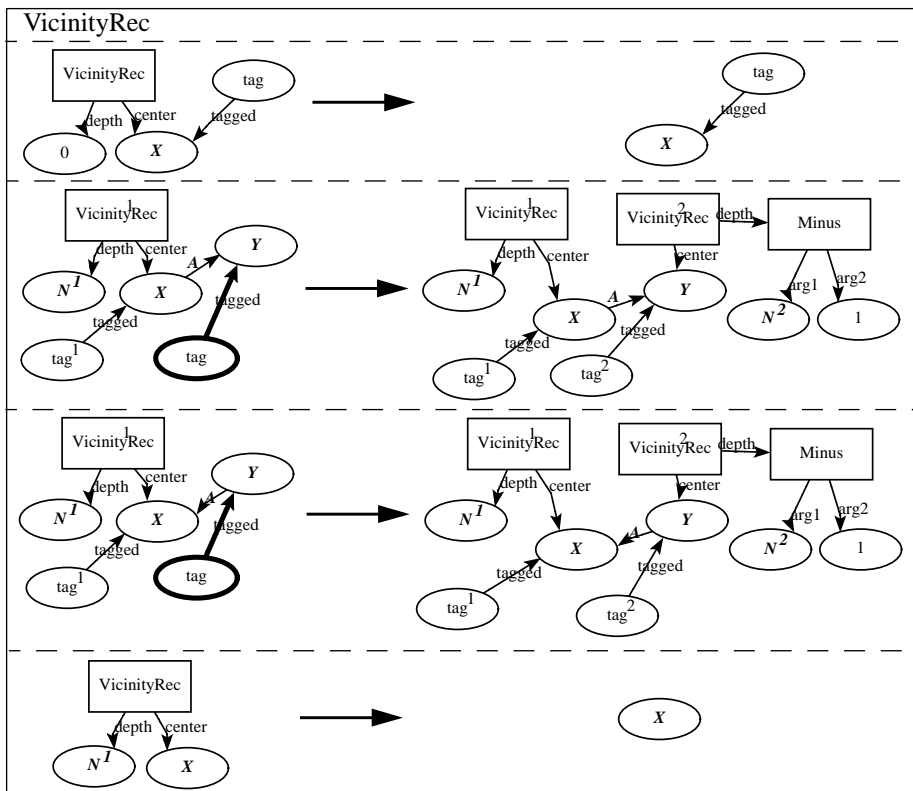 VicinityRec
VicinityRec
tag
tag
depth
center
tagged
tagged
0
X
X
VicinityRec
1
VicinityRec
1
VicinityRec
2
depth
Minus
depth
center
A
Y
depth
center
center
arg1
arg2
N1
X
tagged
N1
X
A
Y
N2
1
tagged
tagged
tagged
tag1
tag
tag1
tag2
VicinityRec
1
VicinityRec
1
VicinityRec
2
depth
Minus
depth
center
Y
depth
center
center
arg1
arg2
N1
X
A
tagged
N1
X
A
Y
N2
1
tagged
tagged
tagged
tag1
tag
tag1
tag2
VicinityRec
depth
center
X
N1
X